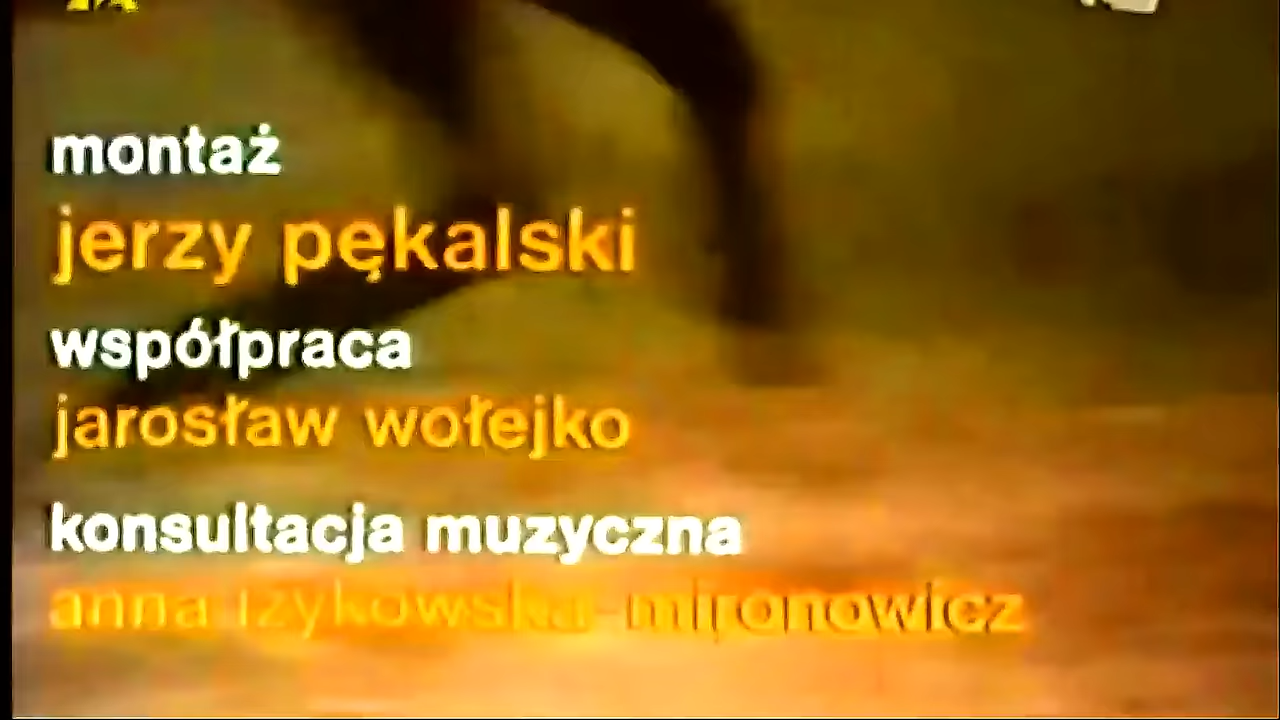 montaż
jerzy pękalski
współpraca
jarosław wołejko
konsultacja muzyczna
anna iżykowska-mironowicz